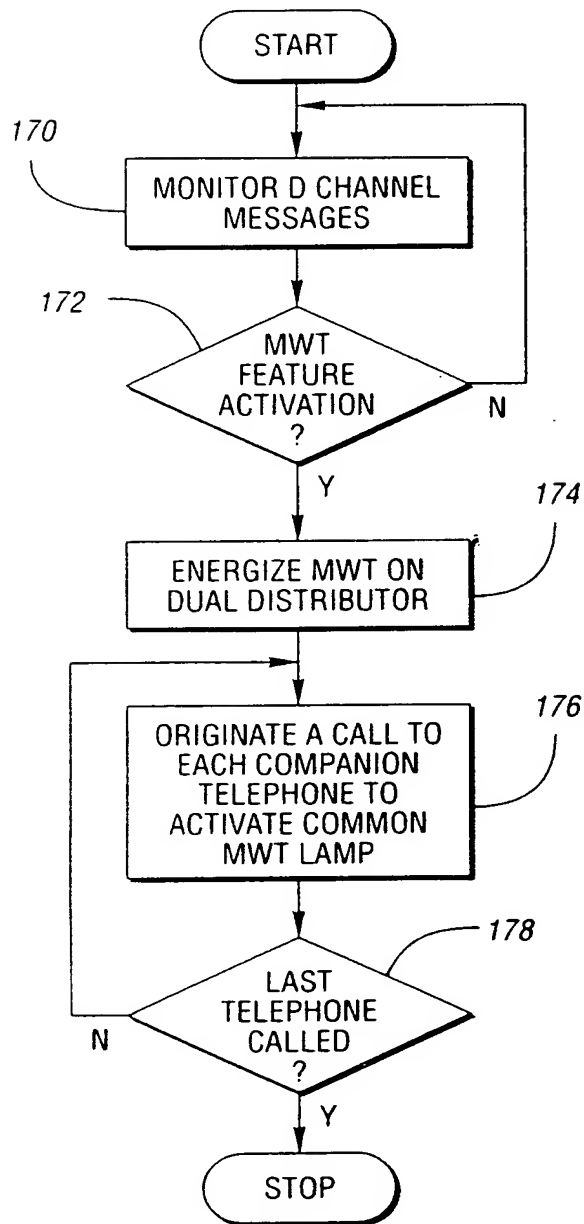 START
170
MONITOR D CHANNEL
MESSAGES
172
MWT
FEATURE
ACTIVATION
?
N
Y
174
ENERGIZE MWT ON
DUAL DISTRIBUTOR
176
ORIGINATE A CALL TO
EACH COMPANION
TELEPHONE TO
ACTIVATE COMMON
MWT LAMP
178
LAST
TELEPHONE
CALLED
?
N
Y
STOP